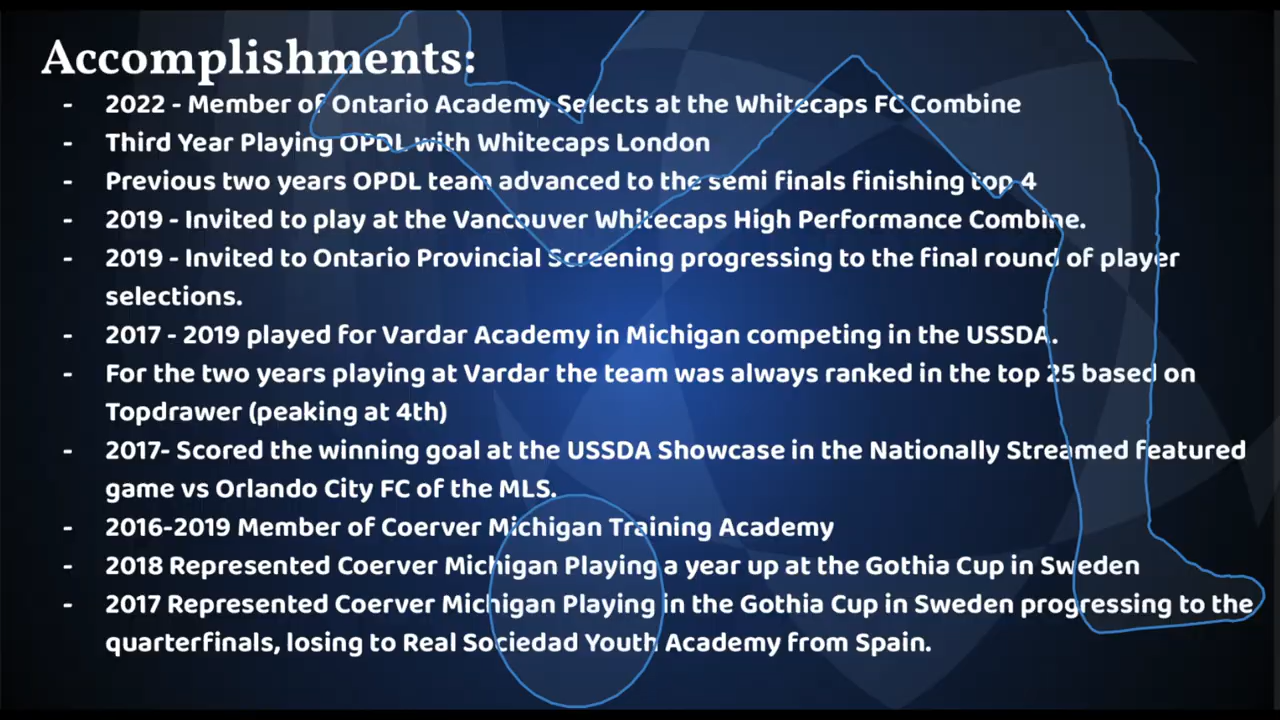 Accomplishments:
- 2022 - Member of Ontario Academy Selects at the Whitecaps FC Combine
- Third Year Playing OPDL with Whitecaps London
- Previous two years OPDL team advanced to the semi finals finishing top 4
- 2019 - Invited to play at the Vancouver Whitecaps High Performance Combine.
- 2019 - Invited to Ontario Provincial Screening progressing to the final round of player
selections.
- 2017 - 2019 played for Vardar Academy in Michigan competing in the USSDA.
- For the two years playing at Vardar the team was always ranked in the top 25 based on
Topdrawer (peaking at 4th)
- 2017- Scored the winning goal at the USSDA Showcase in the Nationally Streamed featured
game vs Orlando City FC of the MLS.
- 2016-2019 Member of Coerver Michigan Training Academy
- 2018 Represented Coerver Michigan Playing a year up at the Gothia Cup in Sweden
- 2017 Represented Coerver Michigan Playing in the Gothia Cup in Sweden progressing to the
quarterfinals, losing to Real Sociedad Youth Academy from Spain.